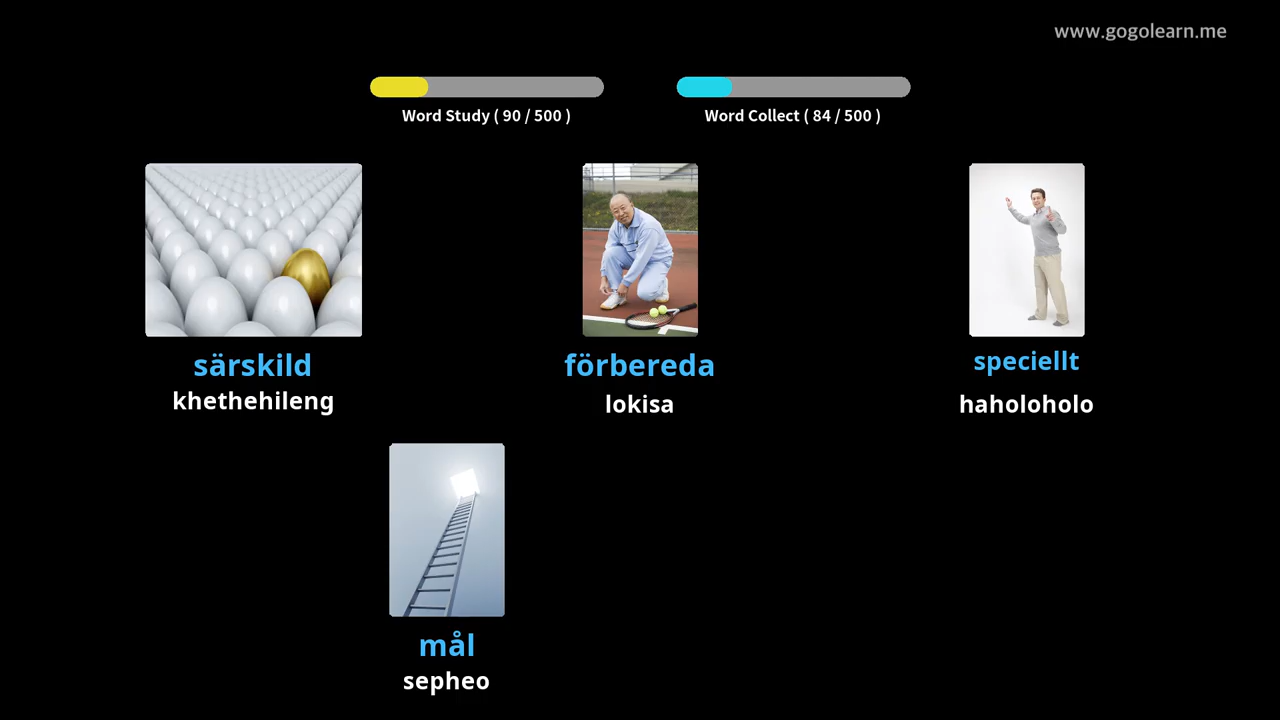 www.gogolearn.me
Word Study ( 90 / 500 )
Word Collect ( 84 / 500 )
särskild
khethehileng
förbereda
lokisa
speciellt
haholoholo
mål
sepheo